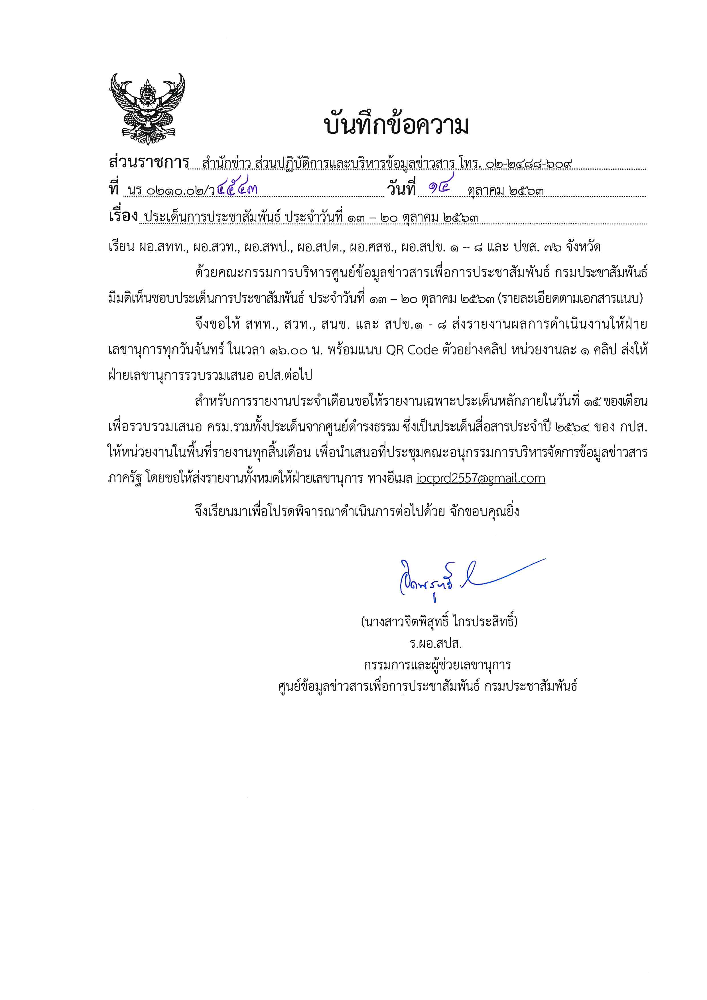 บันทึกข้อความ
ส่วนราชการ สำนักข่าว ส่วนปฏิบัติการและบริหารข้อมูลข่าวสาร โทร. ๐๒-๒๔๘๘-๖๐๙
ที่ นร ๐๒๑๐.๐๒/ว ๔๕๔๓ วันที่ ๑๔ ตุลาคม ๒๕๖๓
เรื่อง ประเด็นการประชาสัมพันธ์ ประจำวันที่ ๑๓ – ๒๐ ตุลาคม ๒๕๖๓
เรียน ผอ.สทท., ผอ.สวท., ผอ.สพป., ผอ.สปต., ผอ.ศสช., ผอ.สปข. ๑ – ๘ และ ปชส. ๗๖ จังหวัด
ด้วยคณะกรรมการบริหารศูนย์ข้อมูลข่าวสารเพื่อการประชาสัมพันธ์ กรมประชาสัมพันธ์
มีมติเห็นชอบประเด็นการประชาสัมพันธ์ ประจำวันที่ ๑๓ – ๒๐ ตุลาคม ๒๕๖๓ (รายละเอียดตามเอกสารแนบ)
จึงขอให้ สทท., สวท., สนข. และ สปข.๑ - ๘ ส่งรายงานผลการดำเนินงานให้ฝ่าย
เลขานุการทุกวันจันทร์ ในเวลา ๑๖.๐๐ น. พร้อมแนบ QR Code ตัวอย่างคลิป หน่วยงานละ ๑ คลิป ส่งให้
ฝ่ายเลขานุการรวบรวมเสนอ อปส.ต่อไป
สำหรับการรายงานประจำเดือนขอให้รายงานเฉพาะประเด็นหลักภายในวันที่ ๑๕ ของเดือน
เพื่อรวบรวมเสนอ ครม.รวมทั้งประเด็นจากศูนย์ดำรงธรรม ซึ่งเป็นประเด็นสื่อสารประจำปี ๒๕๖๔ ของ กปส.
ให้หน่วยงานในพื้นที่รายงานทุกสิ้นเดือน เพื่อนำเสนอที่ประชุมคณะอนุกรรมการบริหารจัดการข้อมูลข่าวสาร
ภาครัฐ โดยขอให้ส่งรายงานทั้งหมดให้ฝ่ายเลขานุการ ทางอีเมล iocprd2557@gmail.com
จึงเรียนมาเพื่อโปรดพิจารณาดำเนินการต่อไปด้วย จักขอบคุณยิ่ง
(นางสาวจิตพิสุทธิ์ ไกรประสิทธิ์)
ร.ผอ.สปส.
กรรมการและผู้ช่วยเลขานุการ
ศูนย์ข้อมูลข่าวสารเพื่อการประชาสัมพันธ์ กรมประชาสัมพันธ์